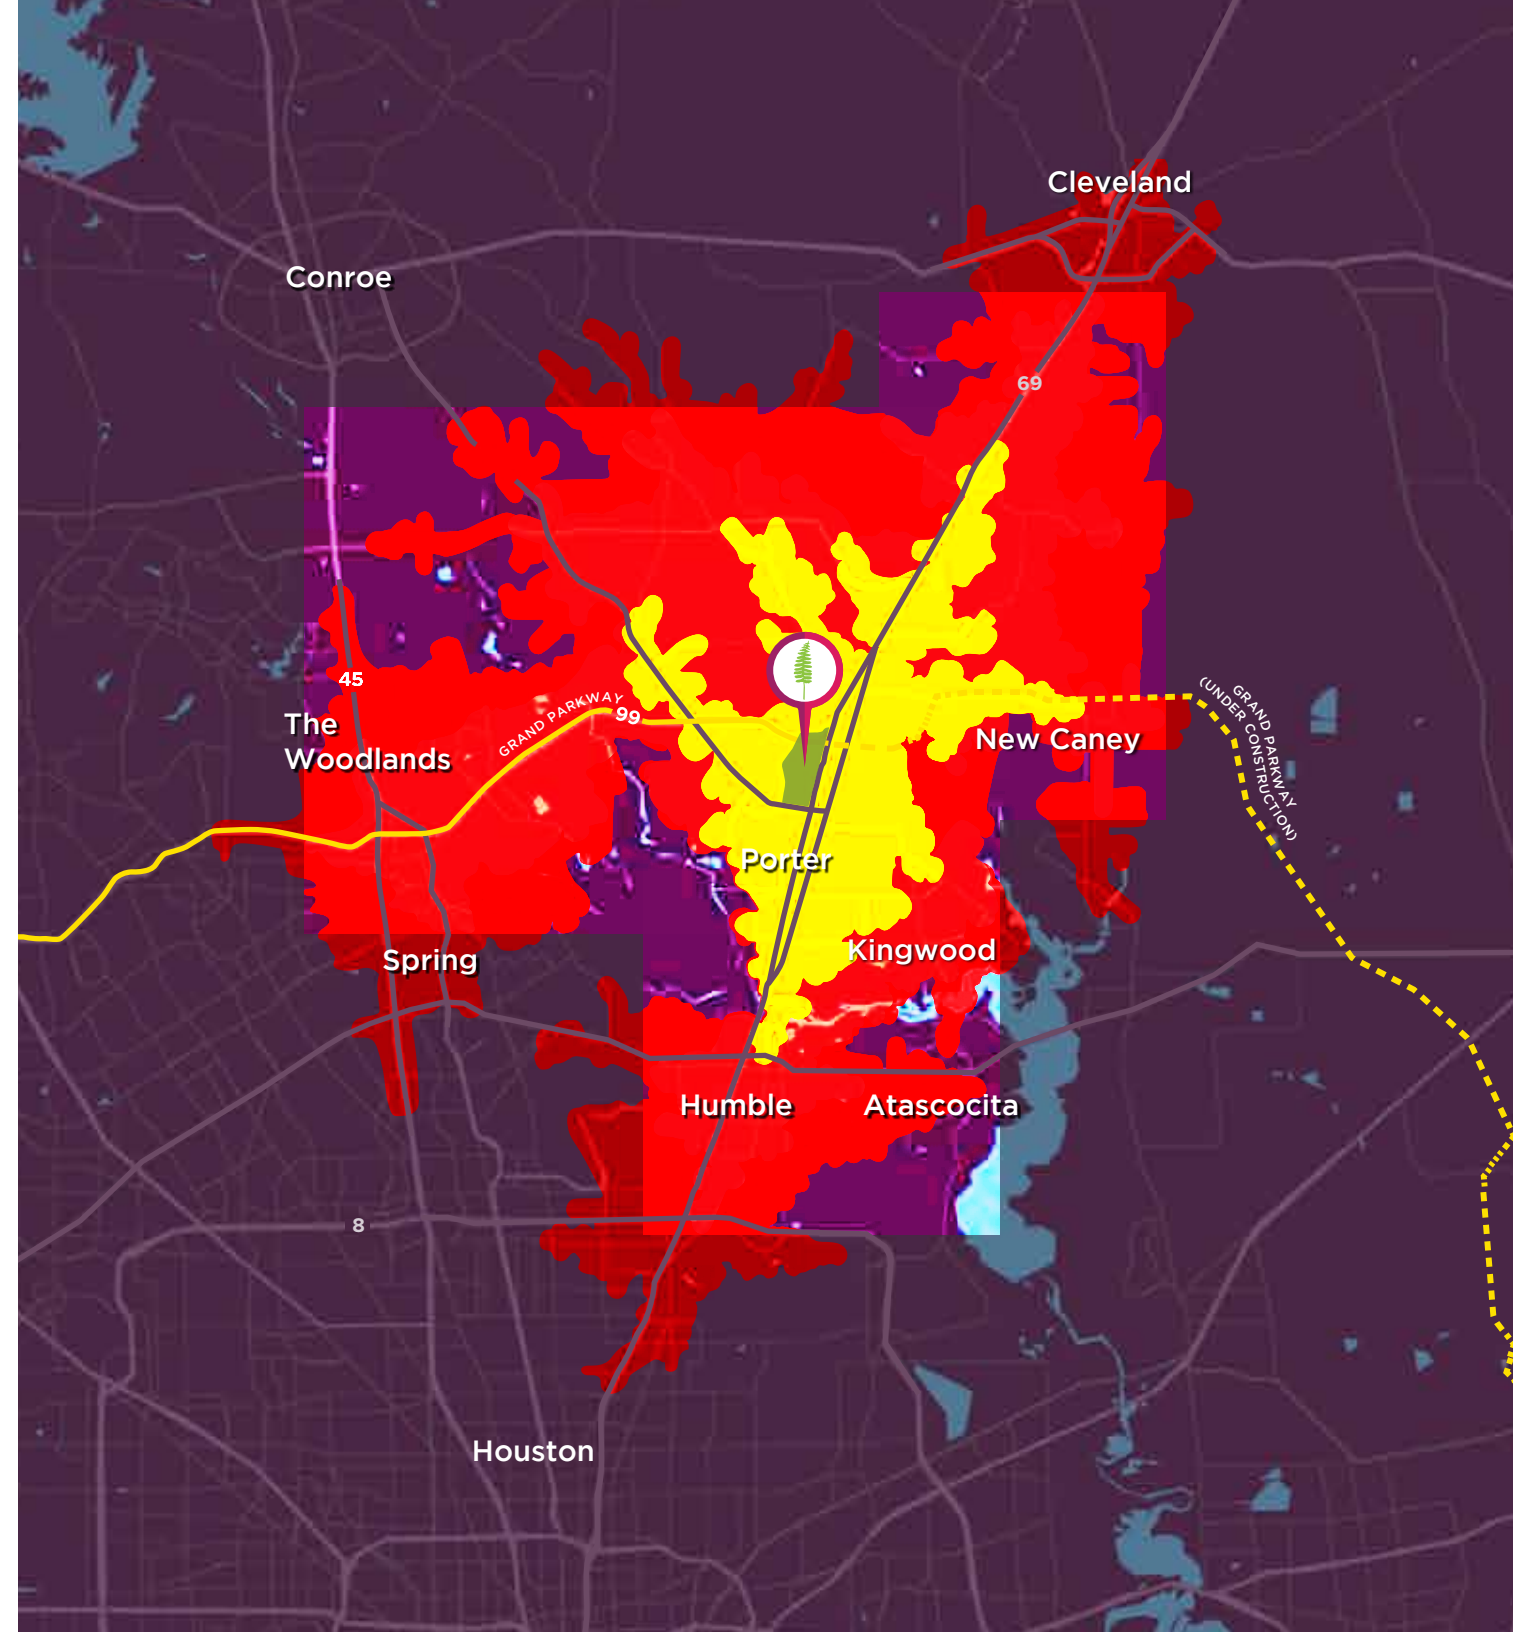 Cleveland
Conroe
69
45
GRAND PARKWAY
99
The
Woodlands
GRAND PARKWAY
(UNDER CONSTRUCTION)
New Caney
Porter
Kingwood
Spring
Humble
Atascocita
8
Houston